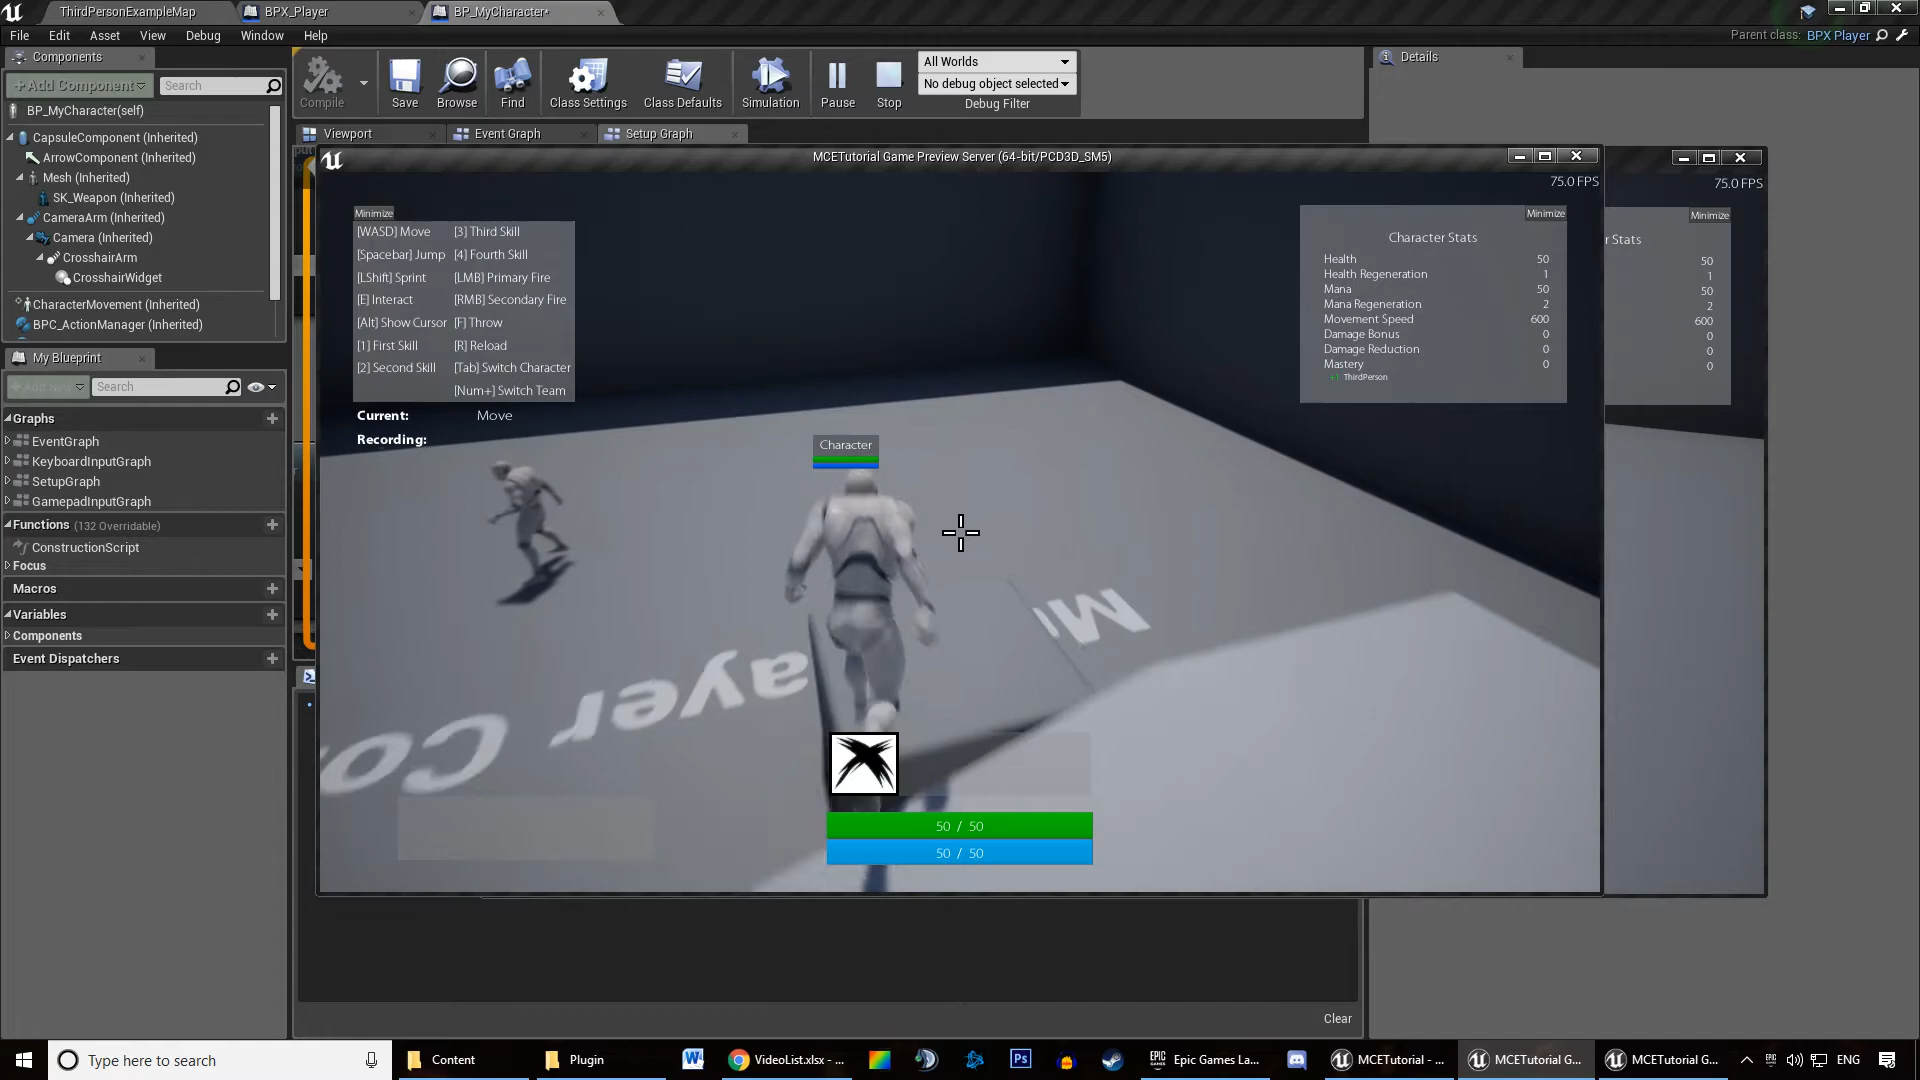 ThirdPersonExampleMap
BPX_Player
BP_MyCharacter*
File Edit Asset View Debug Window Help
Parent class: BPX Player
Components
+Add Component
Search
BP_MyCharacter(self)
CapsuleComponent (Inherited)
ArrowComponent (Inherited)
Mesh (Inherited)
SK_Weapon (Inherited)
CameraArm (Inherited)
Camera (Inherited)
CrosshairArm
CrosshairWidget
CharacterMovement (Inherited)
BPC_ActionManager (Inherited)
My Blueprint
+Add New
Search
Graphs
EventGraph
KeyboardInputGraph
SetupGraph
GamepadInputGraph
Functions (132 Overridable)
ConstructionScript
Focus
Macros
Variables
Components
Event Dispatchers
Compile
Save
Browse
Find
Class Settings
Class Defaults
Simulation
Pause
Stop
All Worlds
No debug object selected
Debug Filter
Details
Viewport
Event Graph
Setup Graph
MCETutorial Game Preview Server (64-bit/PCD3D_SM5)
75.0 FPS
75.0 FPS
Minimize
[WASD] Move
[3] Third Skill
[Spacebar] Jump
[4] Fourth Skill
[LShift] Sprint
[LMB] Primary Fire
[E] Interact
[RMB] Secondary Fire
[Alt] Show Cursor
[F] Throw
[1] First Skill
[R] Reload
[2] Second Skill
[Tab] Switch Character
[Num+] Switch Team
Current: Move
Recording:
Minimize
Character Stats
Health 50
Health Regeneration 1
Mana 50
Mana Regeneration 2
Movement Speed 600
Damage Bonus 0
Damage Reduction 0
Mastery 0
+1 ThirdPerson
Minimize
r Stats
50
1
50
2
600
0
0
0
Character
ayer Co
50 / 50
50 / 50
Clear
Type here to search
Content
Plugin
VideoList.xlsx - ...
Ps
Epic Games La...
MCETutorial - ...
MCETutorial G...
MCETutorial G...
ENG